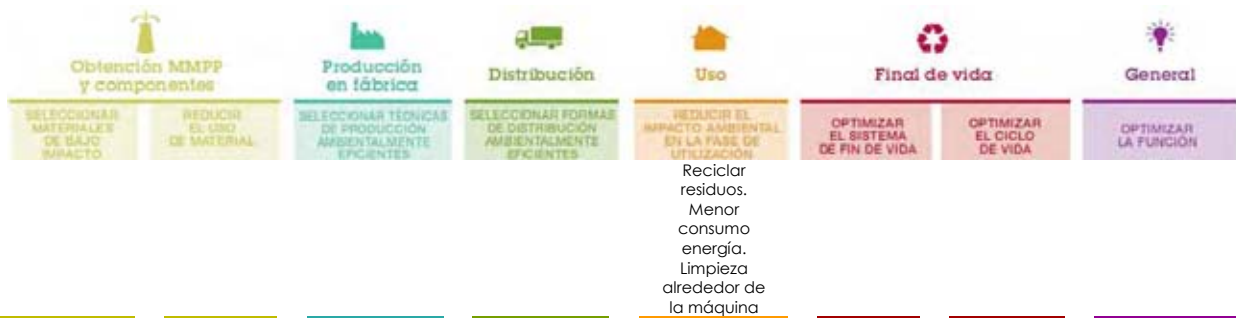 Obtención MMPP
y componentes
Producción
en fábrica
Distribución
Uso
Final de vida
General
SELECCIONAR
MATERIALES
DE BAJO
IMPACTO
REDUCIR
EL USO
DE MATERIAL
SELECCIONAR TÉCNICAS
DE PRODUCCIÓN
AMBIENTALMENTE
EFICIENTES
SELECCIONAR FORMAS
DE DISTRIBUCIÓN
AMBIENTALMENTE
EFICIENTES
REDUCIR EL
IMPACTO AMBIENTAL
EN LA FASE DE
UTILIZACIÓN
OPTIMIZAR
EL SISTEMA
DE FIN DE VIDA
OPTIMIZAR
EL CICLO
DE VIDA
OPTIMIZAR
LA FUNCIÓN
Reciclar
residuos.
Menor
consumo
energía.
Limpieza
alrededor de
la máquina